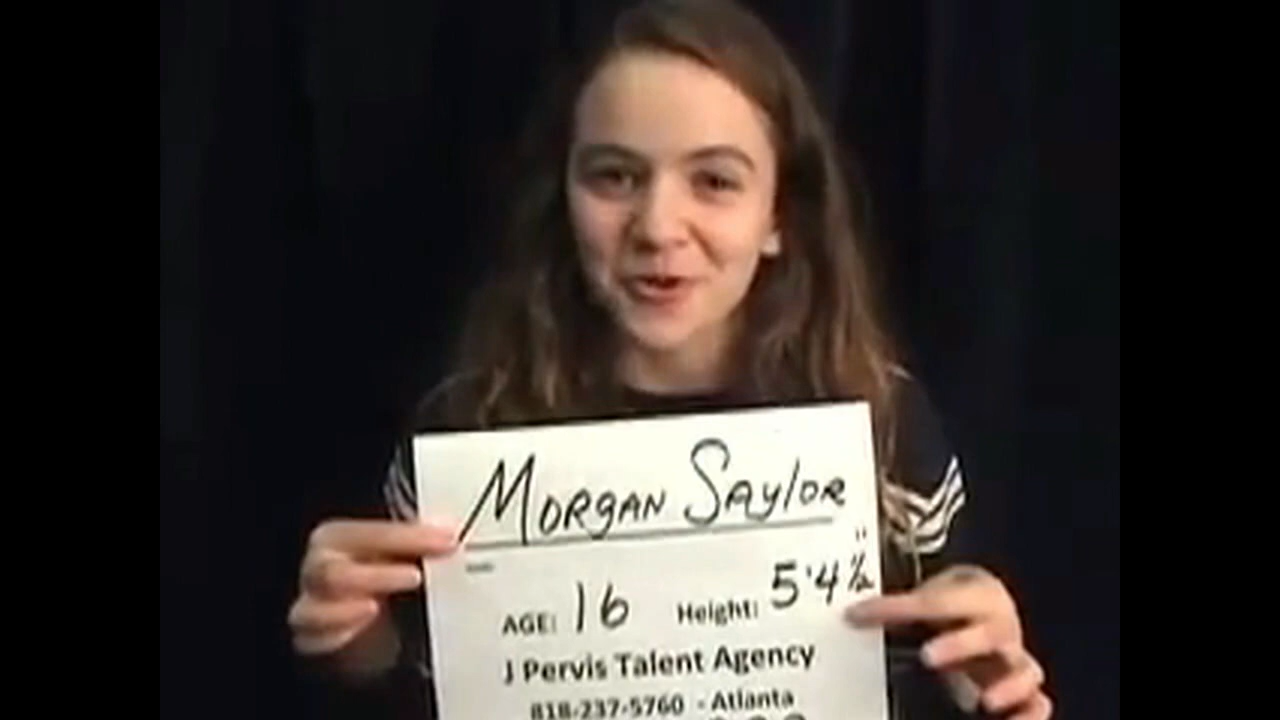 Morgan Saylor
AGE: 16 Height: 5'4½"
J Pervis Talent Agency
818-237-5760 - Atlanta